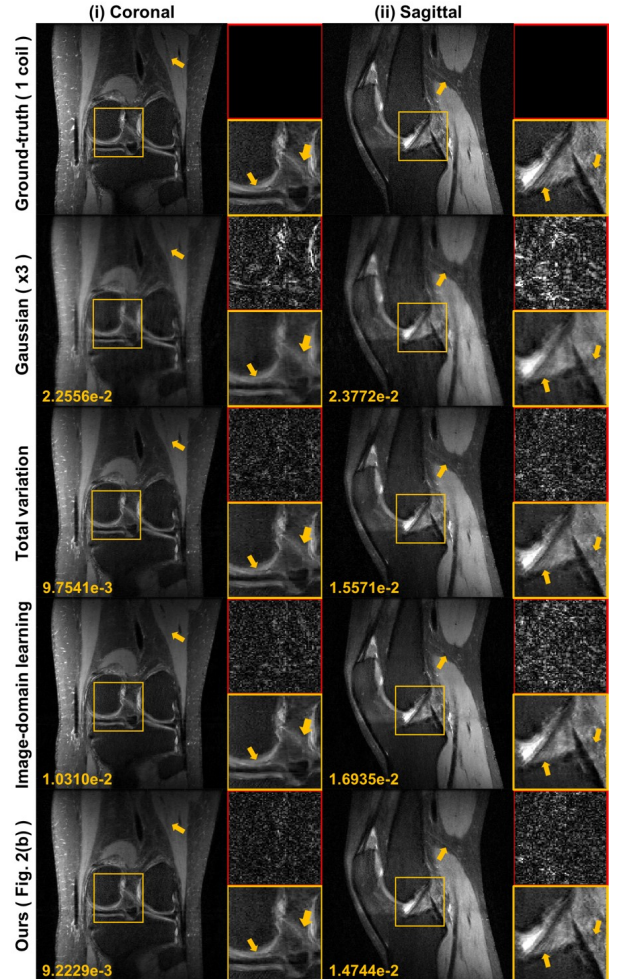 (i) Coronal
(ii) Sagittal
Ground-truth ( 1 coil )
Gaussian ( x3 )
2.2556e-2
2.3772e-2
Total variation
9.7541e-3
1.5571e-2
Image-domain learning
1.0310e-2
1.6935e-2
Ours ( Fig. 2(b) )
9.2229e-3
1.4744e-2